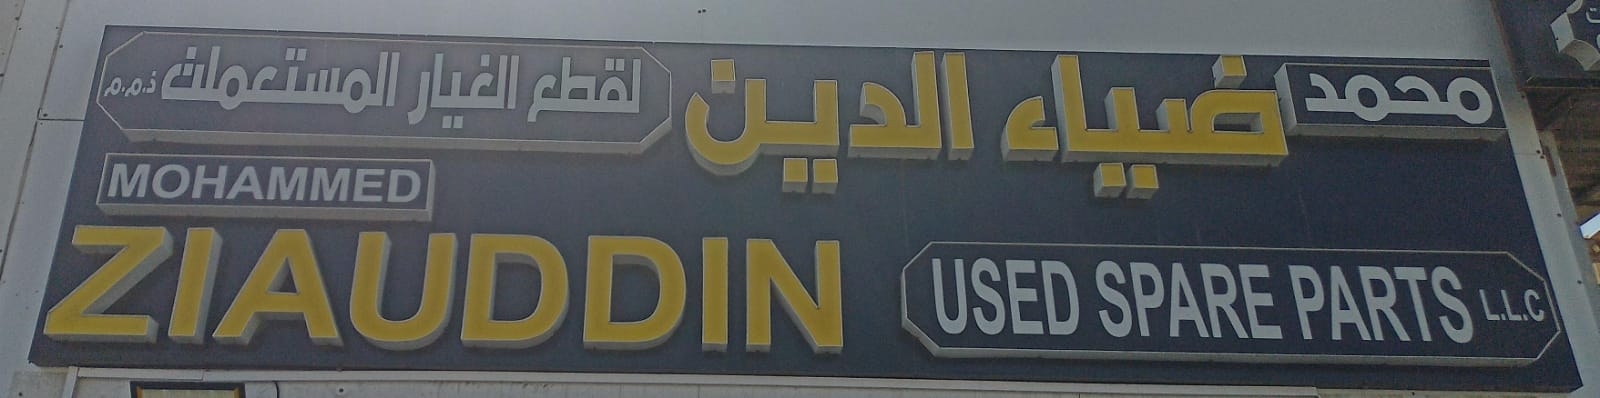 محمد ضياء الدين لقطع الغيار المستعملة ذ.م.م
MOHAMMED
ZIAUDDIN USED SPARE PARTS L.L.C